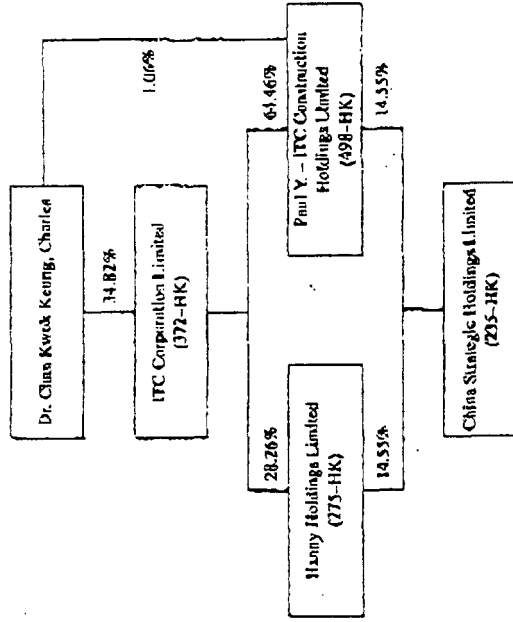 Dr. Chan Kwok Keung, Charles
34.82%
1.06%
ITC Corporation Limited
(372-HK)
28.26%
64.46%
Hanny Holdings Limited
(275-HK)
Paul Y. – ITC Construction
Holdings Limited
(498-HK)
14.55%
14.55%
China Strategic Holdings Limited
(235-HK)